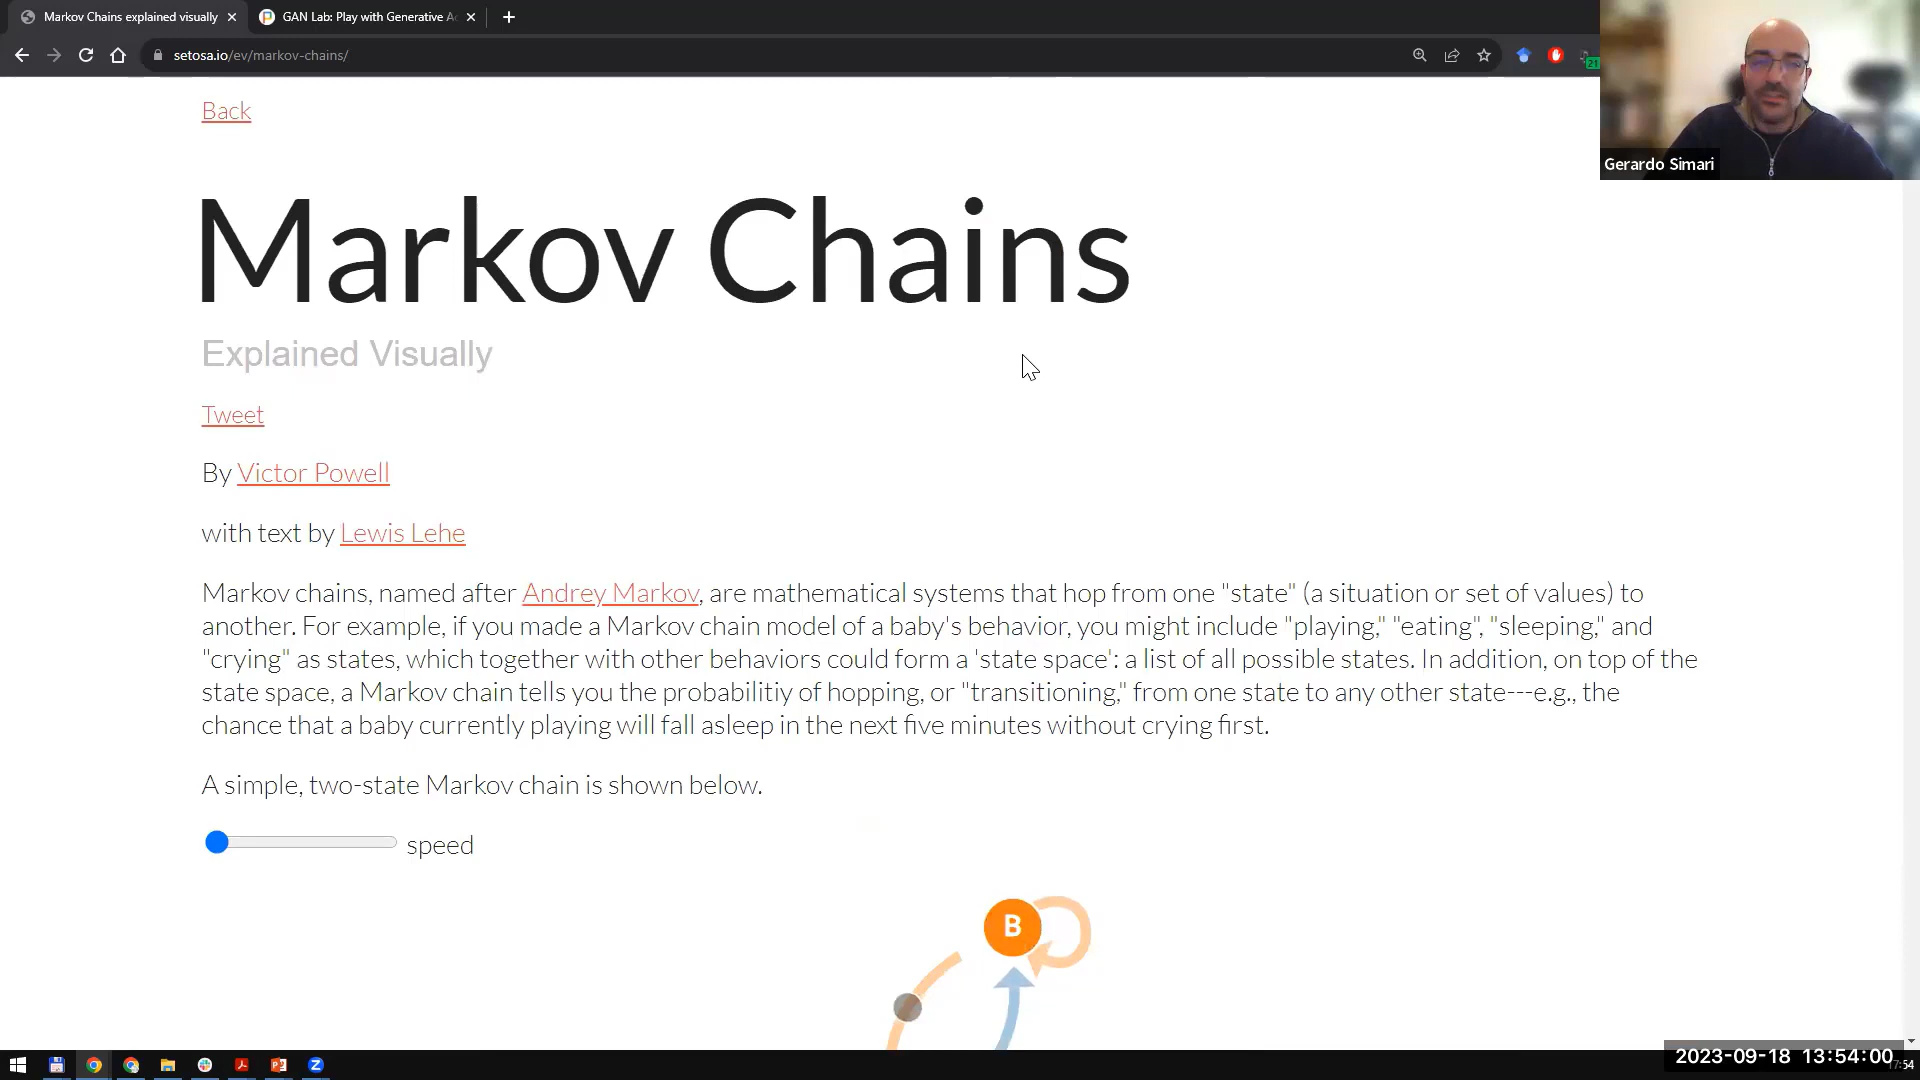 Markov Chains explained visually
GAN Lab: Play with Generative Ad
setosa.io/ev/markov-chains/
21
Back
Gerardo Simari
Markov Chains
Explained Visually
Tweet
By Victor Powell
with text by Lewis Lehe
Markov chains, named after Andrey Markov, are mathematical systems that hop from one "state" (a situation or set of values) to
another. For example, if you made a Markov chain model of a baby's behavior, you might include "playing," "eating", "sleeping," and
"crying" as states, which together with other behaviors could form a 'state space': a list of all possible states. In addition, on top of the
state space, a Markov chain tells you the probabilitiy of hopping, or "transitioning," from one state to any other state---e.g., the
chance that a baby currently playing will fall asleep in the next five minutes without crying first.
A simple, two-state Markov chain is shown below.
speed
B
2023-09-18 13:54:00
17:54